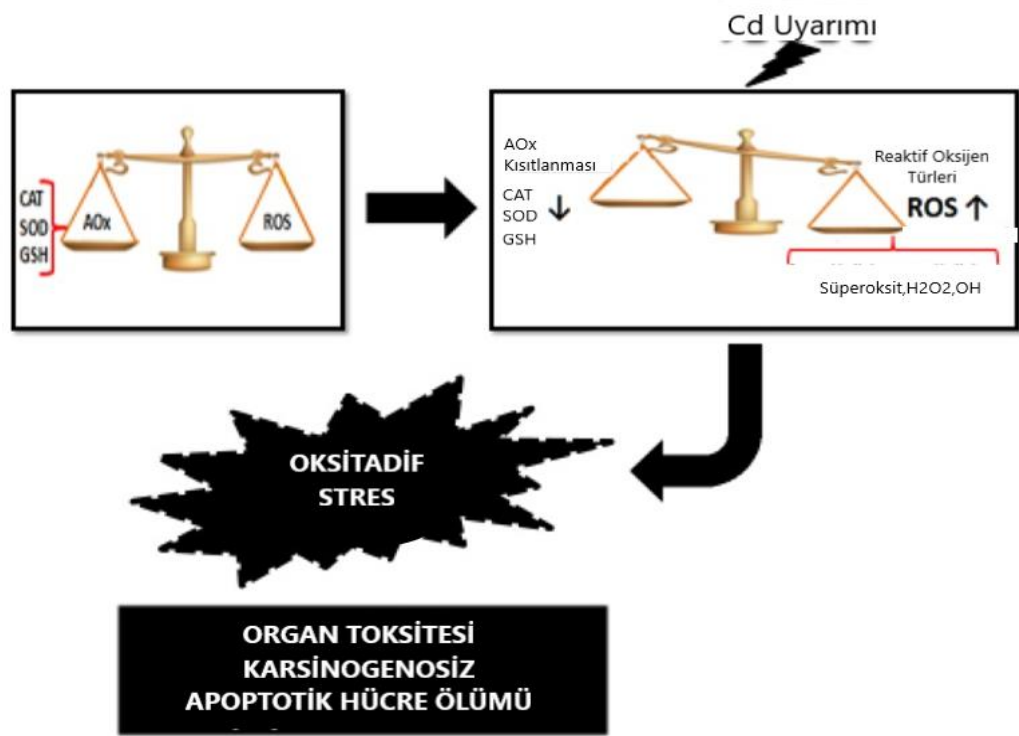 Cd Uyarımı
CAT
SOD
GSH
AOx
ROS
AOx
Kısıtlanması
CAT
SOD ↓
GSH
Reaktif Oksijen
Türleri
ROS ↑
Süperoksit,H2O2,OH
OKSİTADİF
STRES
ORGAN TOKSİTESİ
KARSİNOGENOSİZ
APOPTOTİK HÜCRE ÖLÜMÜ